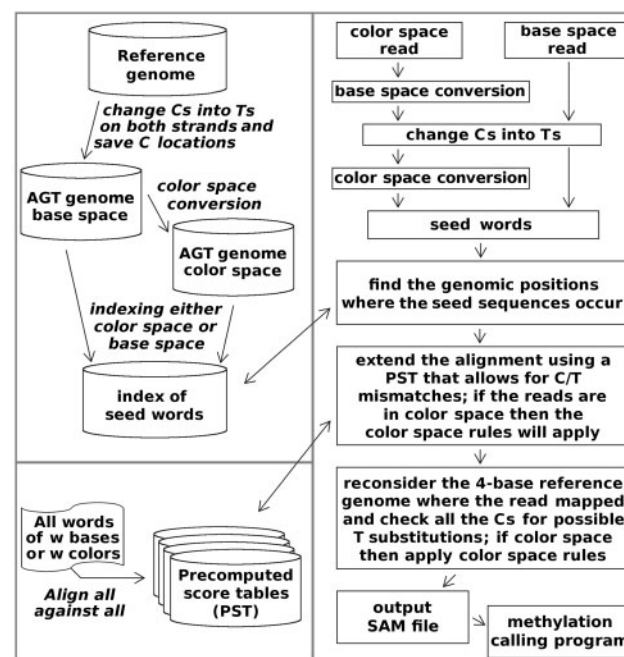 Reference
genome
change Cs into Ts
on both strands and
save C locations
AGT genome
base space
color space
conversion
AGT genome
color space
indexing either
color space or
base space
index of
seed words
All words
of w bases
or w colors
Align all
against all
Precomputed
score tables
(PST)
color space
read
base space
read
base space conversion
change Cs into Ts
color space conversion
seed words
find the genomic positions
where the seed sequences occur
extend the alignment using a
PST that allows for C/T
mismatches; if the reads are
in color space then the
color space rules will apply
reconsider the 4-base reference
genome where the read mapped
and check all the Cs for possible
T substitutions; if color space
then apply color space rules
output
SAM file
methylation
calling program